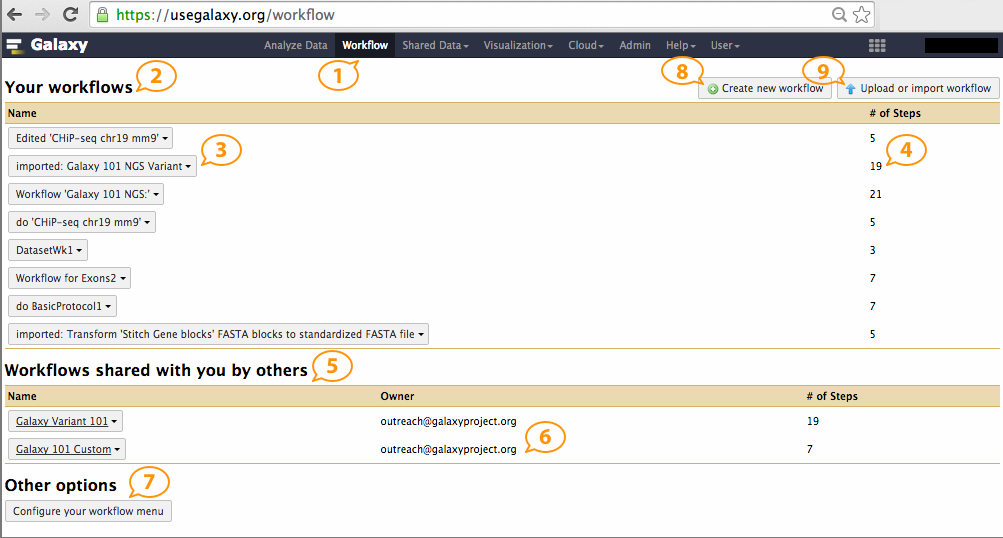 https://usegalaxy.org/workflow
Galaxy Analyze Data Workflow Shared Data Visualization Cloud Admin Help User
1 8 9
Your workflows 2 Create new workflow Upload or import workflow
Name # of Steps
Edited 'CHiP-seq chr19 mm9' 5
3 4
imported: Galaxy 101 NGS Variant 19
Workflow 'Galaxy 101 NGS:' 21
do 'CHiP-seq chr19 mm9' 5
DatasetWk1 3
Workflow for Exons2 7
do BasicProtocol1 7
imported: Transform 'Stitch Gene blocks' FASTA blocks to standardized FASTA file 5
Workflows shared with you by others 5
Name Owner # of Steps
Galaxy Variant 101 outreach@galaxyproject.org 19
6
Galaxy 101 Custom outreach@galaxyproject.org 7
Other options 7
Configure your workflow menu